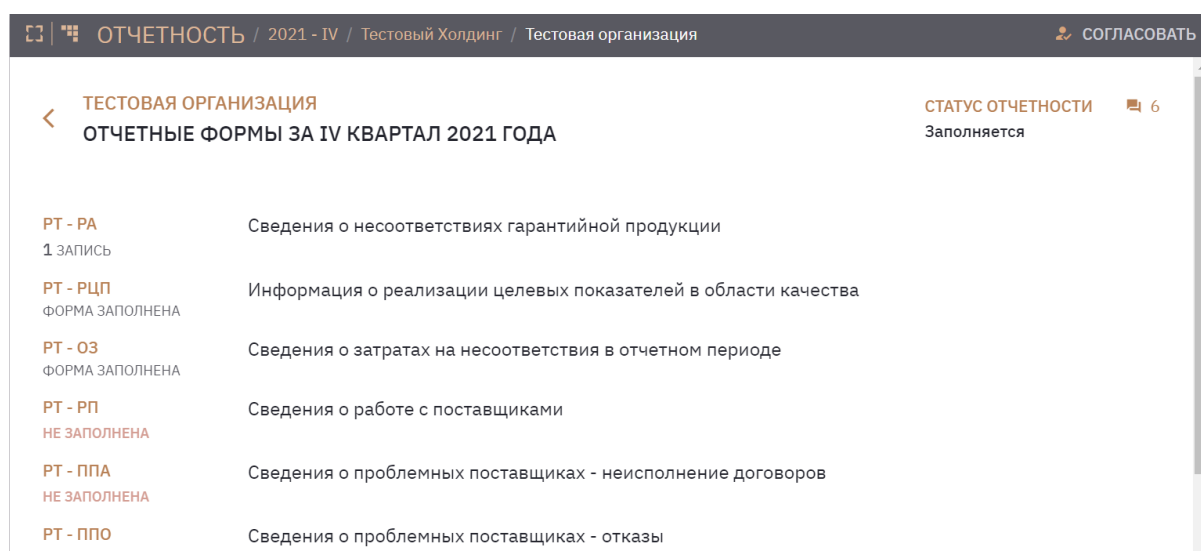 ОТЧЕТНОСТЬ / 2021 - IV / Тестовый Холдинг / Тестовая организация СОГЛАСОВАТЬ
ТЕСТОВАЯ ОРГАНИЗАЦИЯ СТАТУС ОТЧЕТНОСТИ 6
ОТЧЕТНЫЕ ФОРМЫ ЗА IV КВАРТАЛ 2021 ГОДА Заполняется
РТ - РА Сведения о несоответствиях гарантийной продукции
1 ЗАПИСЬ
РТ - РЦП Информация о реализации целевых показателей в области качества
ФОРМА ЗАПОЛНЕНА
РТ - ОЗ Сведения о затратах на несоответствия в отчетном периоде
ФОРМА ЗАПОЛНЕНА
РТ - РП Сведения о работе с поставщиками
НЕ ЗАПОЛНЕНА
РТ - ППА Сведения о проблемных поставщиках - неисполнение договоров
НЕ ЗАПОЛНЕНА
РТ - ППО Сведения о проблемных поставщиках - отказы